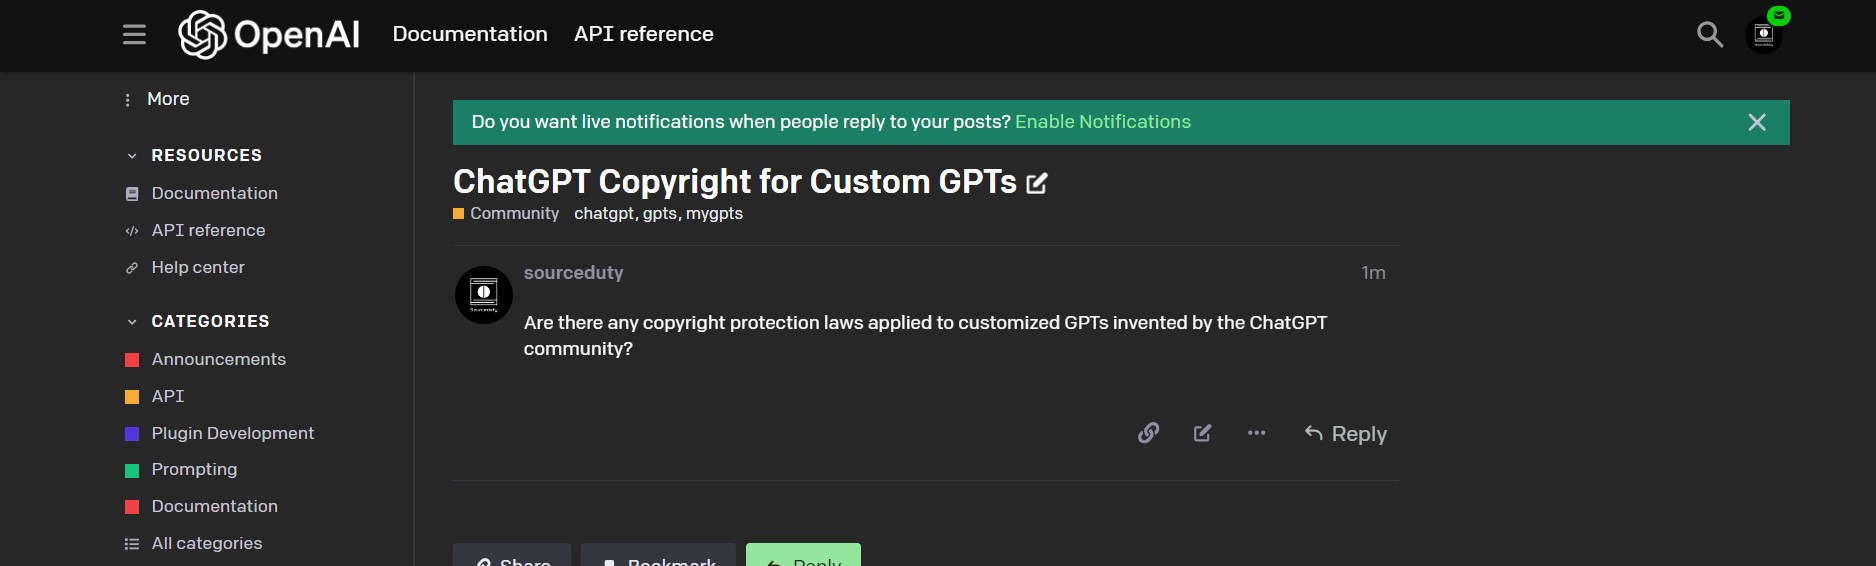 OpenAI Documentation API reference
More
RESOURCES
Documentation
API reference
Help center
CATEGORIES
Announcements
API
Plugin Development
Prompting
Documentation
All categories
Do you want live notifications when people reply to your posts? Enable Notifications
ChatGPT Copyright for Custom GPTs
Community chatgpt, gpts, mygpts
sourceduty 1m
Sourceduty
Are there any copyright protection laws applied to customized GPTs invented by the ChatGPT
community?
Reply
Share Bookmark Reply